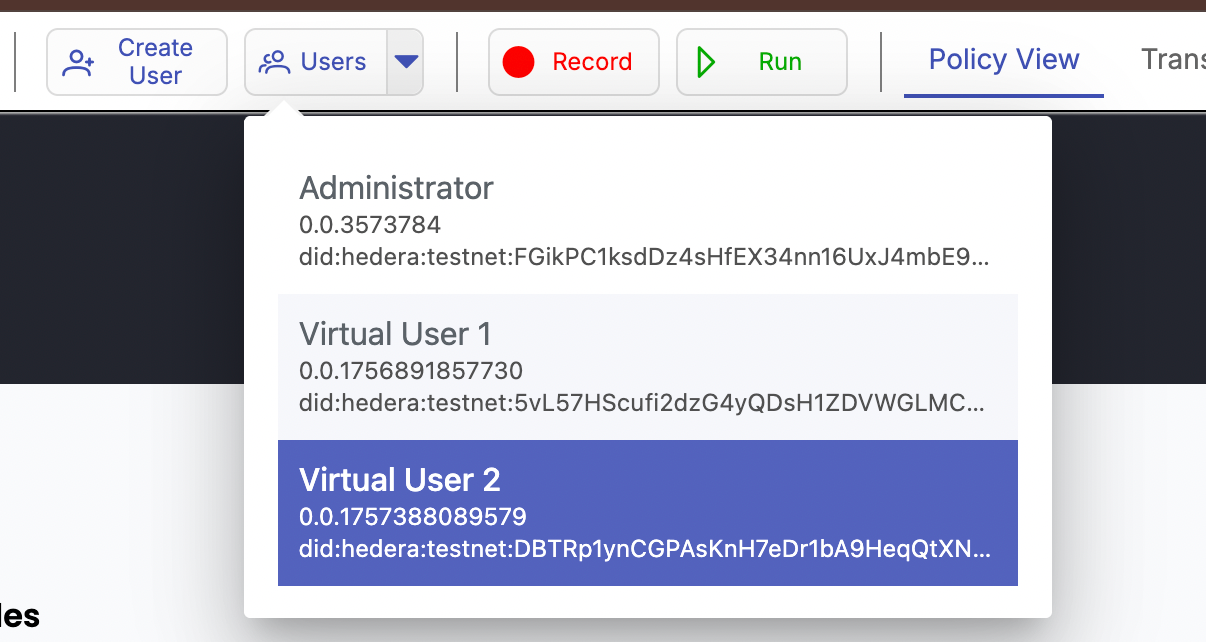 Create
User
Users
Record
Run
Policy View
Trans
Administrator
0.0.3573784
did:hedera:testnet:FGikPC1ksdDz4sHfEX34nn16UxJ4mbE9...
Virtual User 1
0.0.1756891857730
did:hedera:testnet:5vL57HScufi2dzG4yQDsH1ZDVWGLMC...
Virtual User 2
0.0.1757388089579
did:hedera:testnet:DBTRp1ynCGPAsKnH7eDr1bA9HeqQtXN...
les